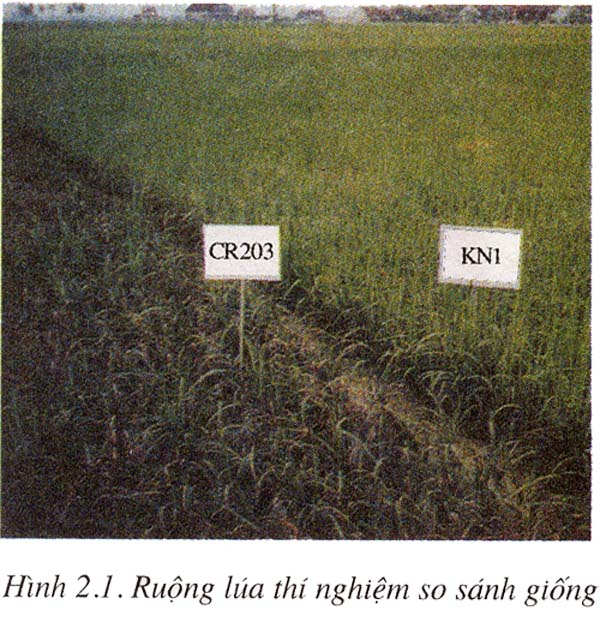 CR203
KN1
Hình 2.1. Ruộng lúa thí nghiệm so sánh giống